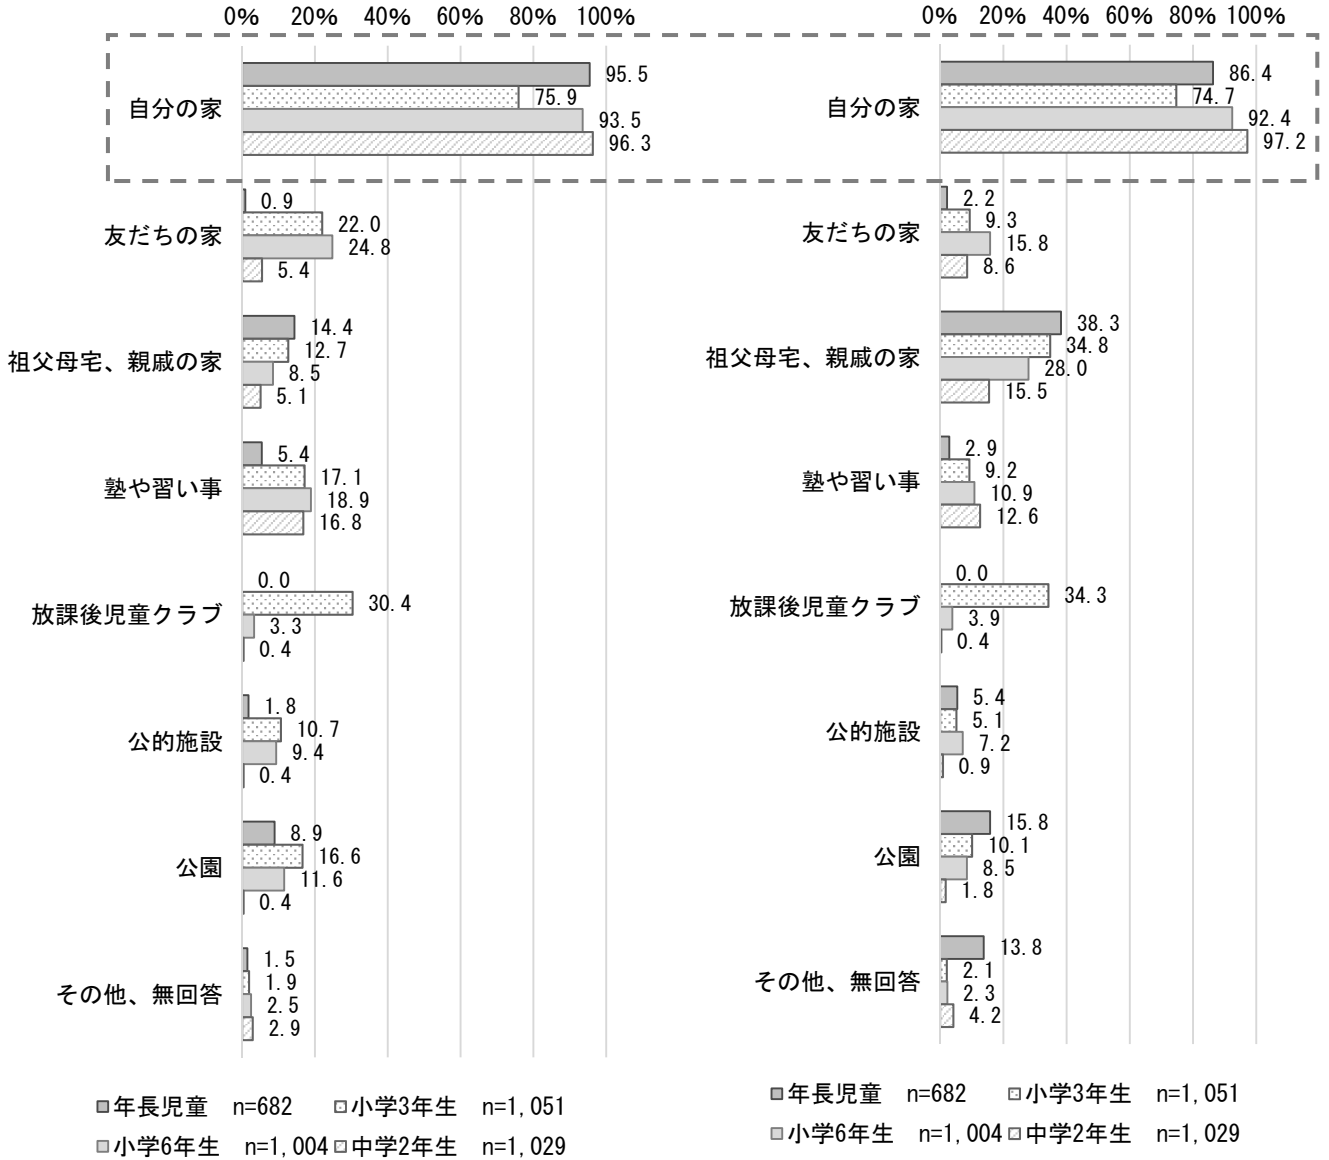 0% 20% 40% 60% 80% 100%
自分の家
95.5
75.9
93.5
96.3
友だちの家
0.9
22.0
24.8
5.4
祖父母宅、親戚の家
14.4
12.7
8.5
5.1
塾や習い事
5.4
17.1
18.9
16.8
放課後児童クラブ
0.0
30.4
3.3
0.4
公的施設
1.8
10.7
9.4
0.4
公園
8.9
16.6
11.6
0.4
その他、無回答
1.5
1.9
2.5
2.9
年長児童 n=682 小学3年生 n=1,051
小学6年生 n=1,004 中学2年生 n=1,029
0% 20% 40% 60% 80% 100%
自分の家
86.4
74.7
92.4
97.2
友だちの家
2.2
9.3
15.8
8.6
祖父母宅、親戚の家
38.3
34.8
28.0
15.5
塾や習い事
2.9
9.2
10.9
12.6
放課後児童クラブ
0.0
34.3
3.9
0.4
公的施設
5.4
5.1
7.2
0.9
公園
15.8
10.1
8.5
1.8
その他、無回答
13.8
2.1
2.3
4.2
年長児童 n=682 小学3年生 n=1,051
小学6年生 n=1,004 中学2年生 n=1,029